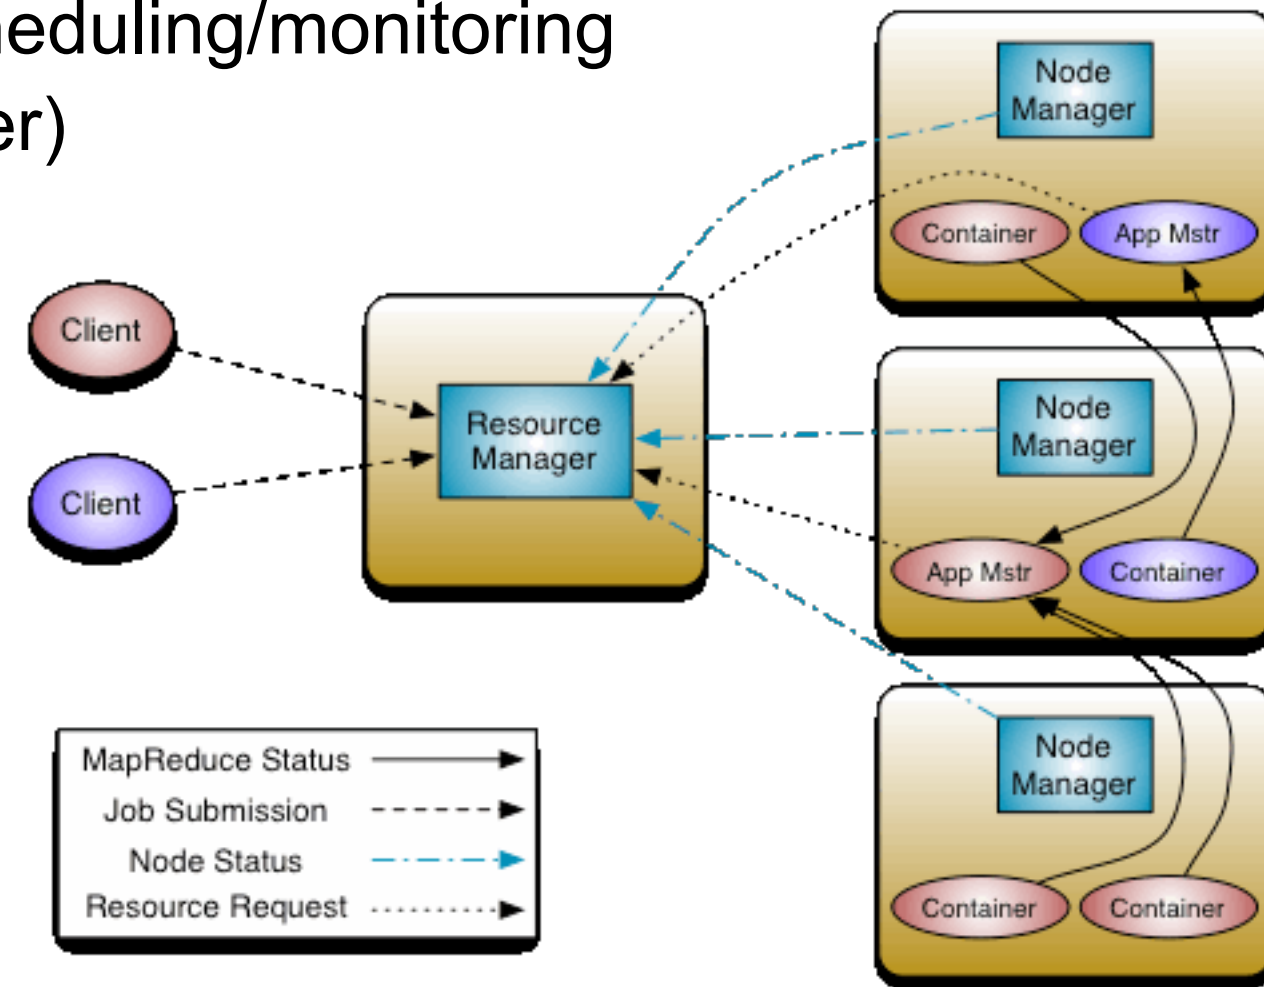 heduling/monitoring
er)
Node
Manager
Container
App Mstr
Client
Resource
Manager
Client
Node
Manager
App Mstr
Container
MapReduce Status
Job Submission
Node Status
Resource Request
Node
Manager
Container
Container